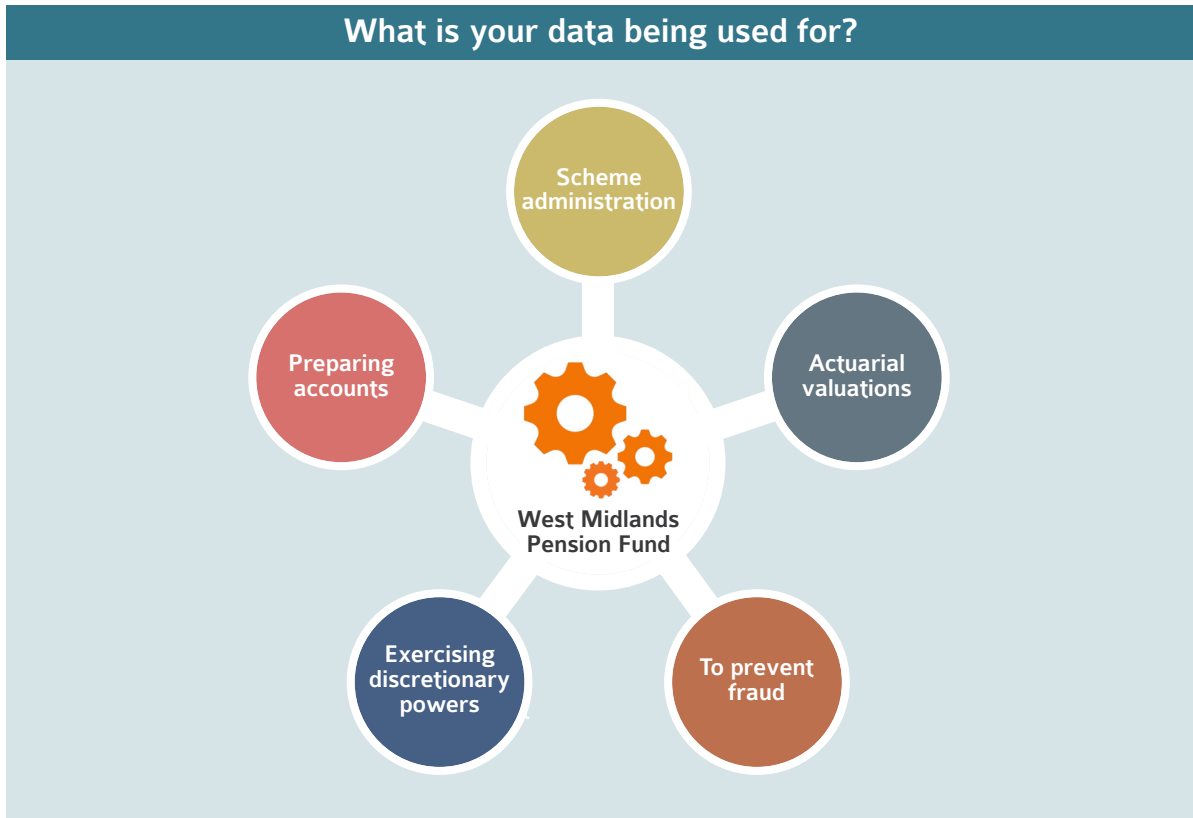 What is your data being used for?
Scheme
administration
Preparing
accounts
Actuarial
valuations
West Midlands
Pension Fund
Exercising
discretionary
powers
To prevent
fraud